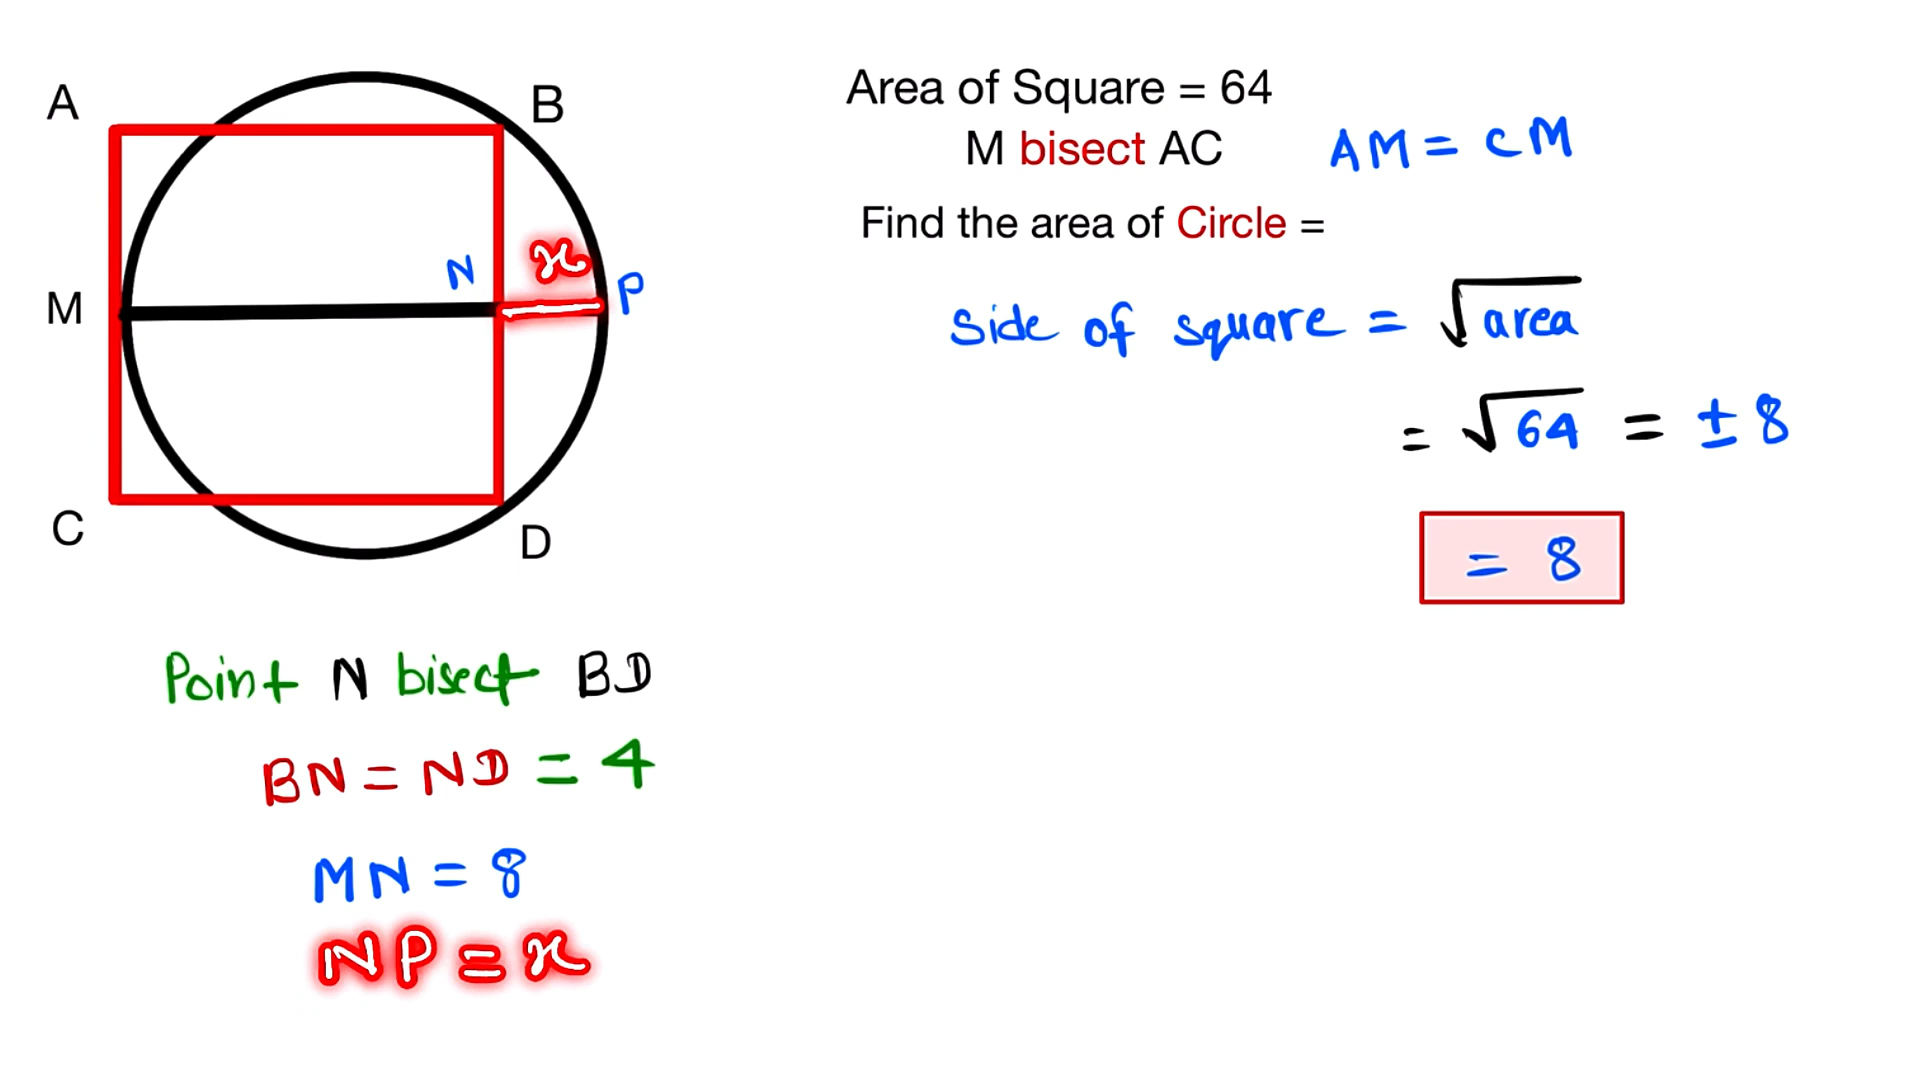 A
B
M
N
x
P
C
D
Area of Square = 64
M bisect AC
AM = CM
Find the area of Circle =
Side of square = √area
= √64 = ± 8
= 8
Point N bisect BD
BN = ND = 4
MN = 8
NP = x